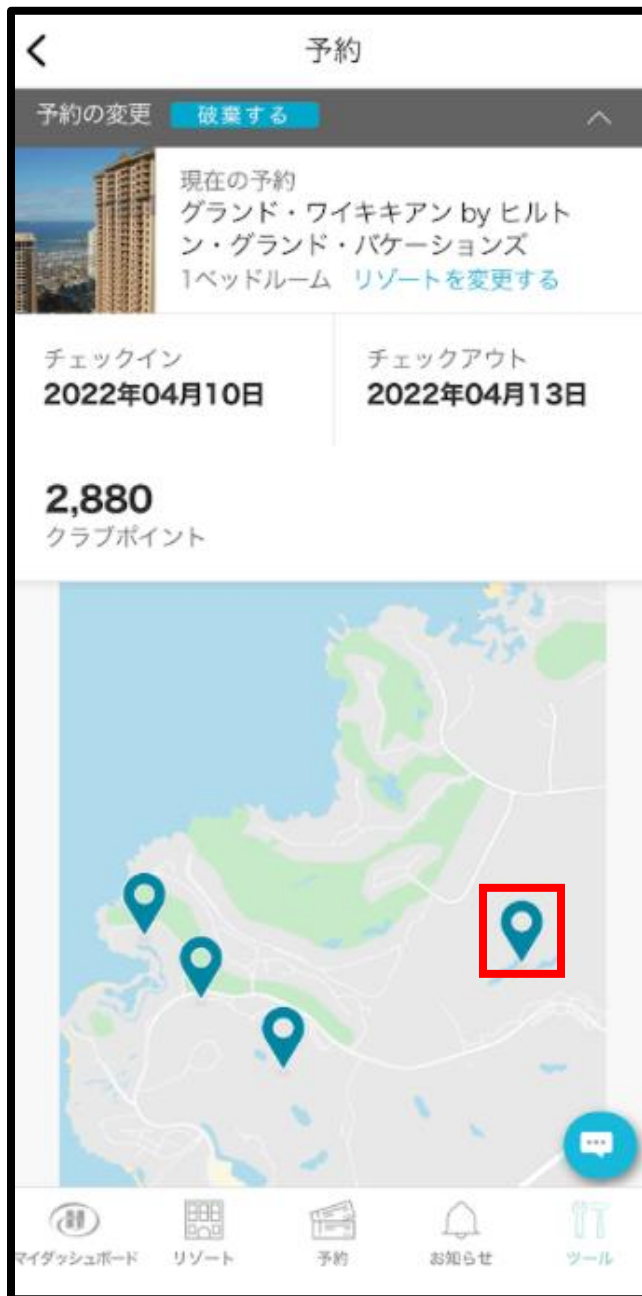 予約
予約の変更 破棄する
現在の予約
グランド・ワイキキアン by ヒルト
ン・グランド・バケーションズ
1ベッドルーム リゾートを変更する
チェックイン
2022年04月10日
チェックアウト
2022年04月13日
2,880
クラブポイント
マイダッシュボード リゾート 予約 お知らせ ツール